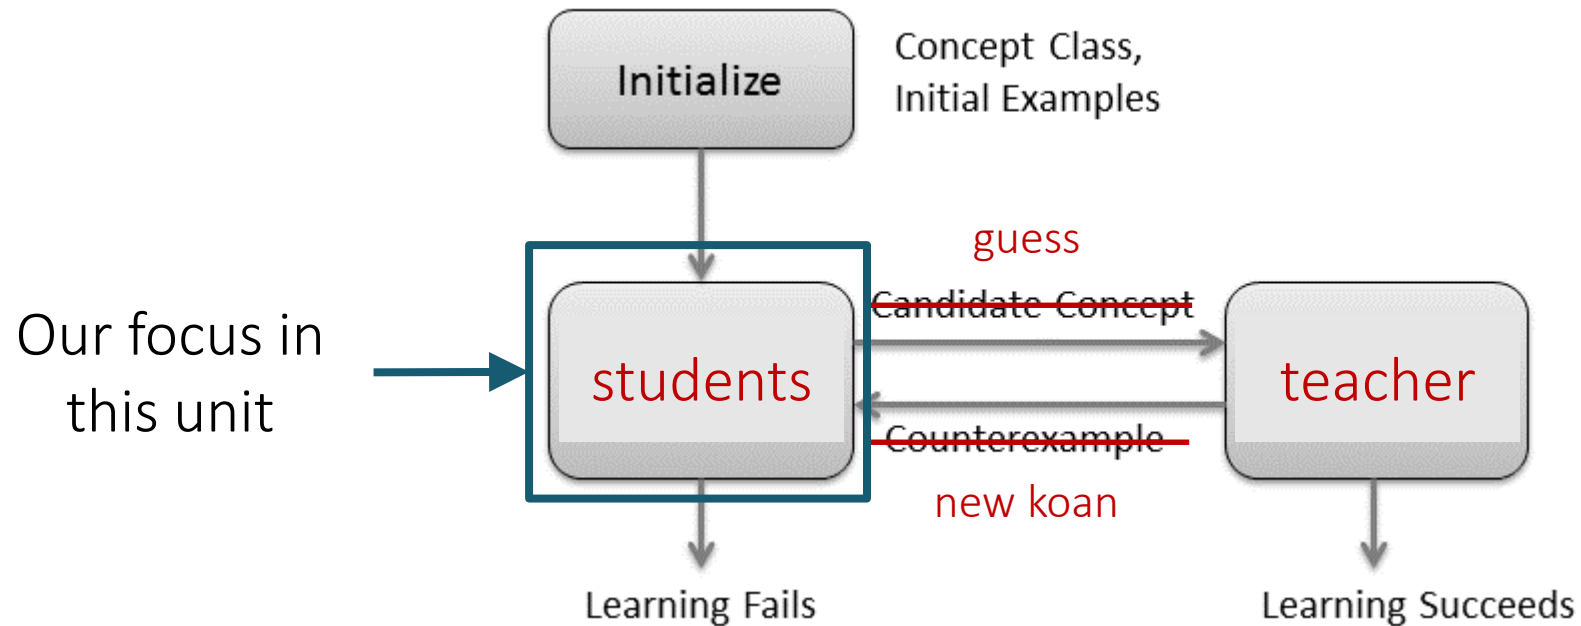 Initialize
Concept Class,
Initial Examples
guess
Candidate Concept
Our focus in
this unit
students
teacher
Counterexample
new koan
Learning Fails
Learning Succeeds